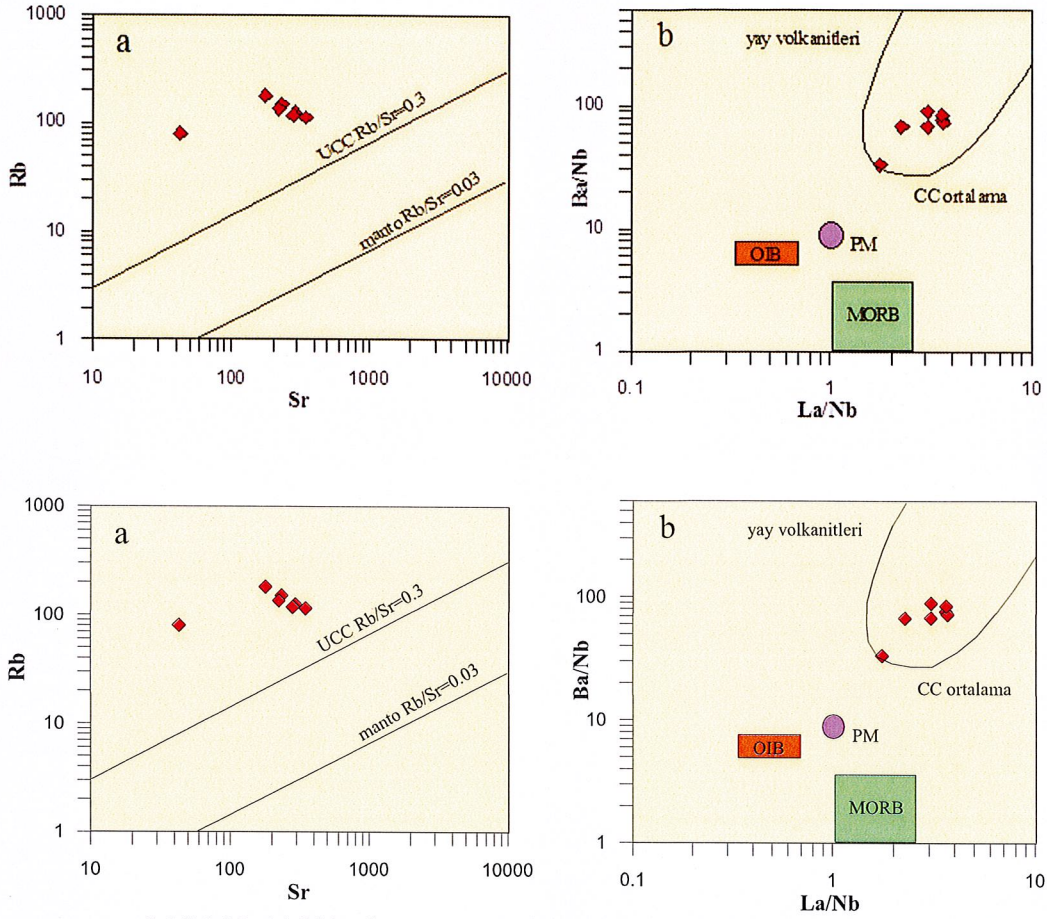 1000
100
10
1
Rb
a
UCC Rb/Sr=0.3
manto Rb/Sr=0.03
10
100
1000
10000
Sr
b
yay volkanitleri
CC ortalama
PM
OIB
MORB
100
10
1
Ba/Nb
0.1
1
10
La/Nb
1000
100
10
1
Rb
a
UCC Rb/Sr=0.3
manto Rb/Sr=0.03
10
100
1000
10000
Sr
b
yay volkanitleri
CC ortalama
PM
OIB
MORB
100
10
1
Ba/Nb
0.1
1
10
La/Nb